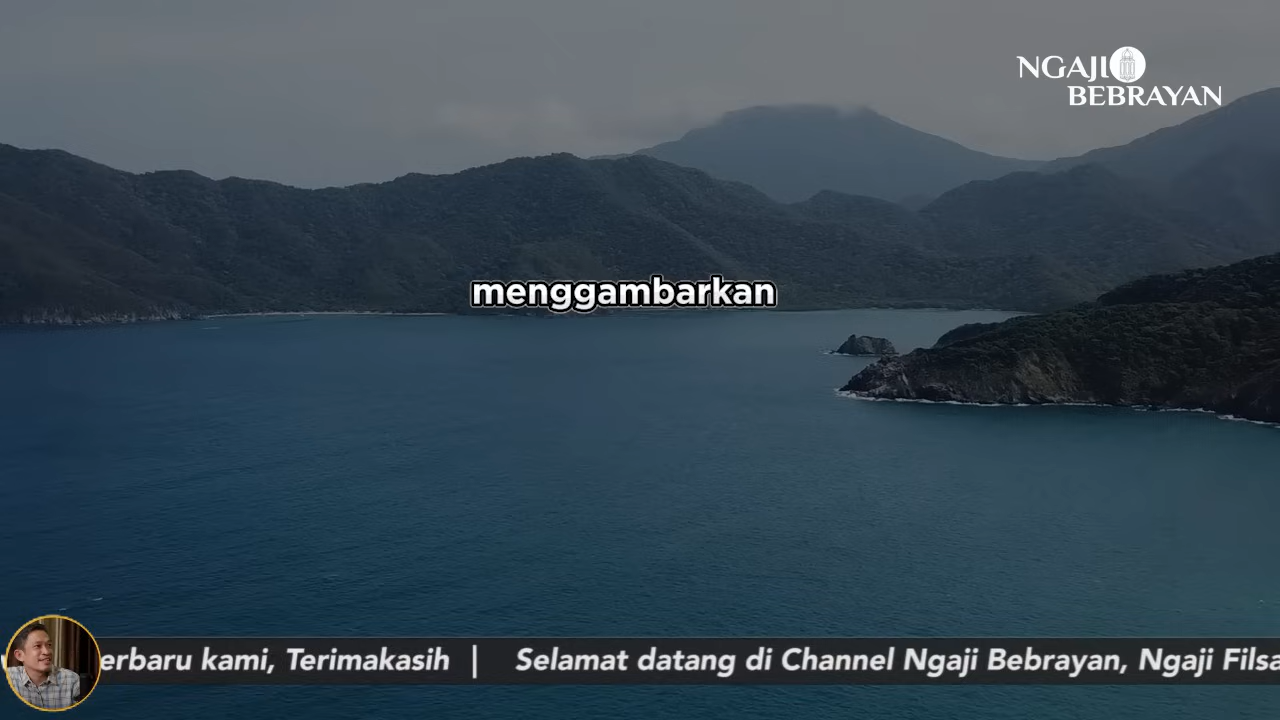 NGAJI
BEBRAYAN
menggambarkan
erbaru kami, Terimakasih | Selamat datang di Channel Ngaji Bebrayan, Ngaji Filsa